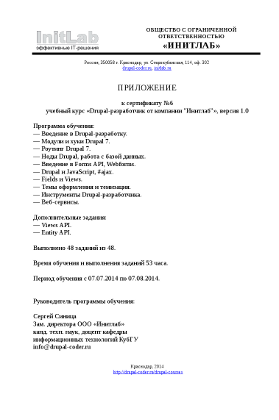 InitLab
эффективные IT-решения
ОБЩЕСТВО С ОГРАНИЧЕННОЙ
ОТВЕТСТВЕННОСТЬЮ
«ИНИТЛАБ»
Россия, 350058 г. Краснодар, ул. Старокубанская, 114, оф. 302
drupal-coder.ru, initlab.ru
ПРИЛОЖЕНИЕ
к сертификату №6
учебный курс «Drupal-разработчик от компании "Инитлаб"», версия 1.0
Программа обучения:
— Введение в Drupal-разработку.
— Модули и хуки Drupal 7.
— Роутинг Drupal 7.
— Ноды Drupal, работа с базой данных.
— Введение в Forms API, Webforms.
— Drupal и JavaScript, #ajax.
— Fields и Views.
— Темы оформления и темизация.
— Инструменты Drupal-разработчика.
— Веб-сервисы.
Дополнительные задания:
— Views API.
— Entity API.
Выполнено 48 заданий из 48.
Время обучения и выполнения заданий 53 часа.
Период обучения с 07.07.2014 по 07.08.2014.
Руководитель программы обучения:
Сергей Синица
Зам. директора ООО «Инитлаб»
канд. техн. наук, доцент кафедры
информационных технологий КубГУ
info@drupal-coder.ru
Краснодар, 2014
http://drupal-coder.ru/drupal-courses